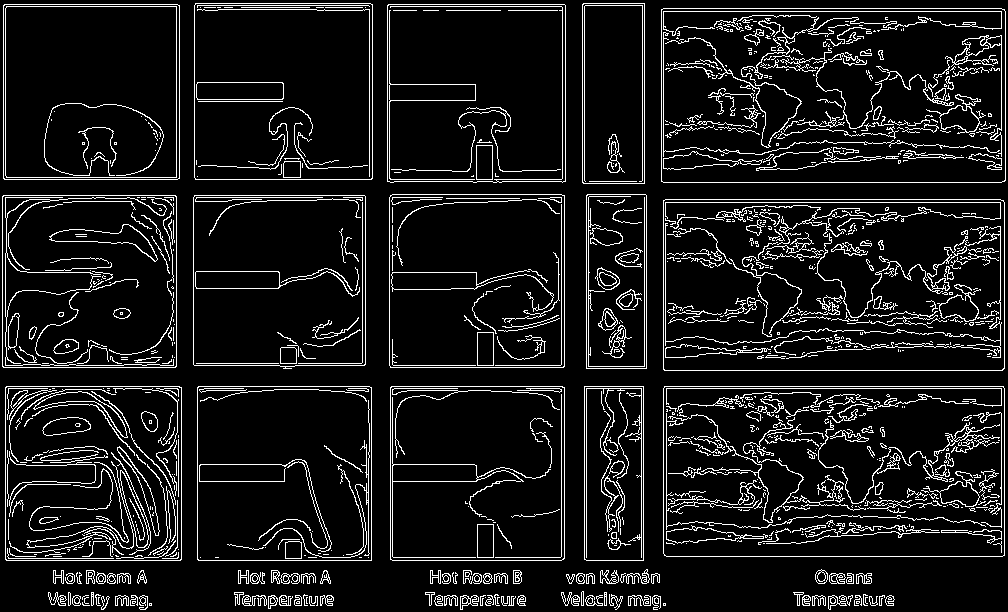 Hot Room A Hot Room A Hot Room B von Kármán Oceans
Velocity mag. Temperature Temperature Velocity mag. Temperature